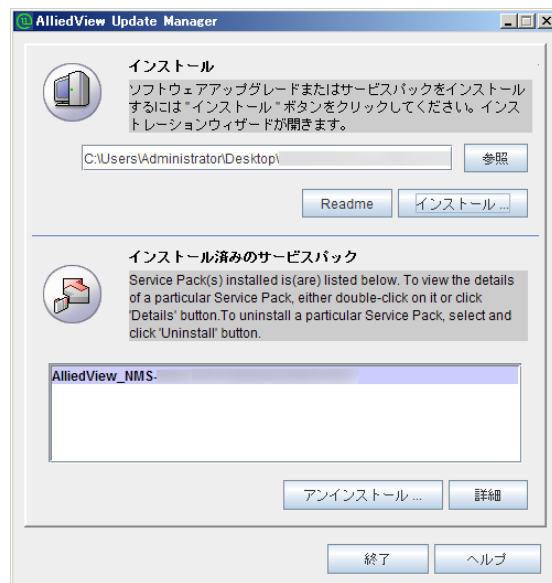 AlliedView Update Manager
インストール
ソフトウェアアップグレードまたはサービスパックをインストール
するには"インストール"ボタンをクリックしてください。インス
トレーションウィザードが開きます。
C:\Users\Administrator\Desktop\
参照
Readme
インストール ...
インストール済みのサービスパック
Service Pack(s) installed is(are) listed below. To view the details
of a particular Service Pack, either double-click on it or click
'Details' button.To uninstall a particular Service Pack, select and
click 'Uninstall' button.
AlliedView_NMS-
アンインストール ...
詳細
終了
ヘルプ